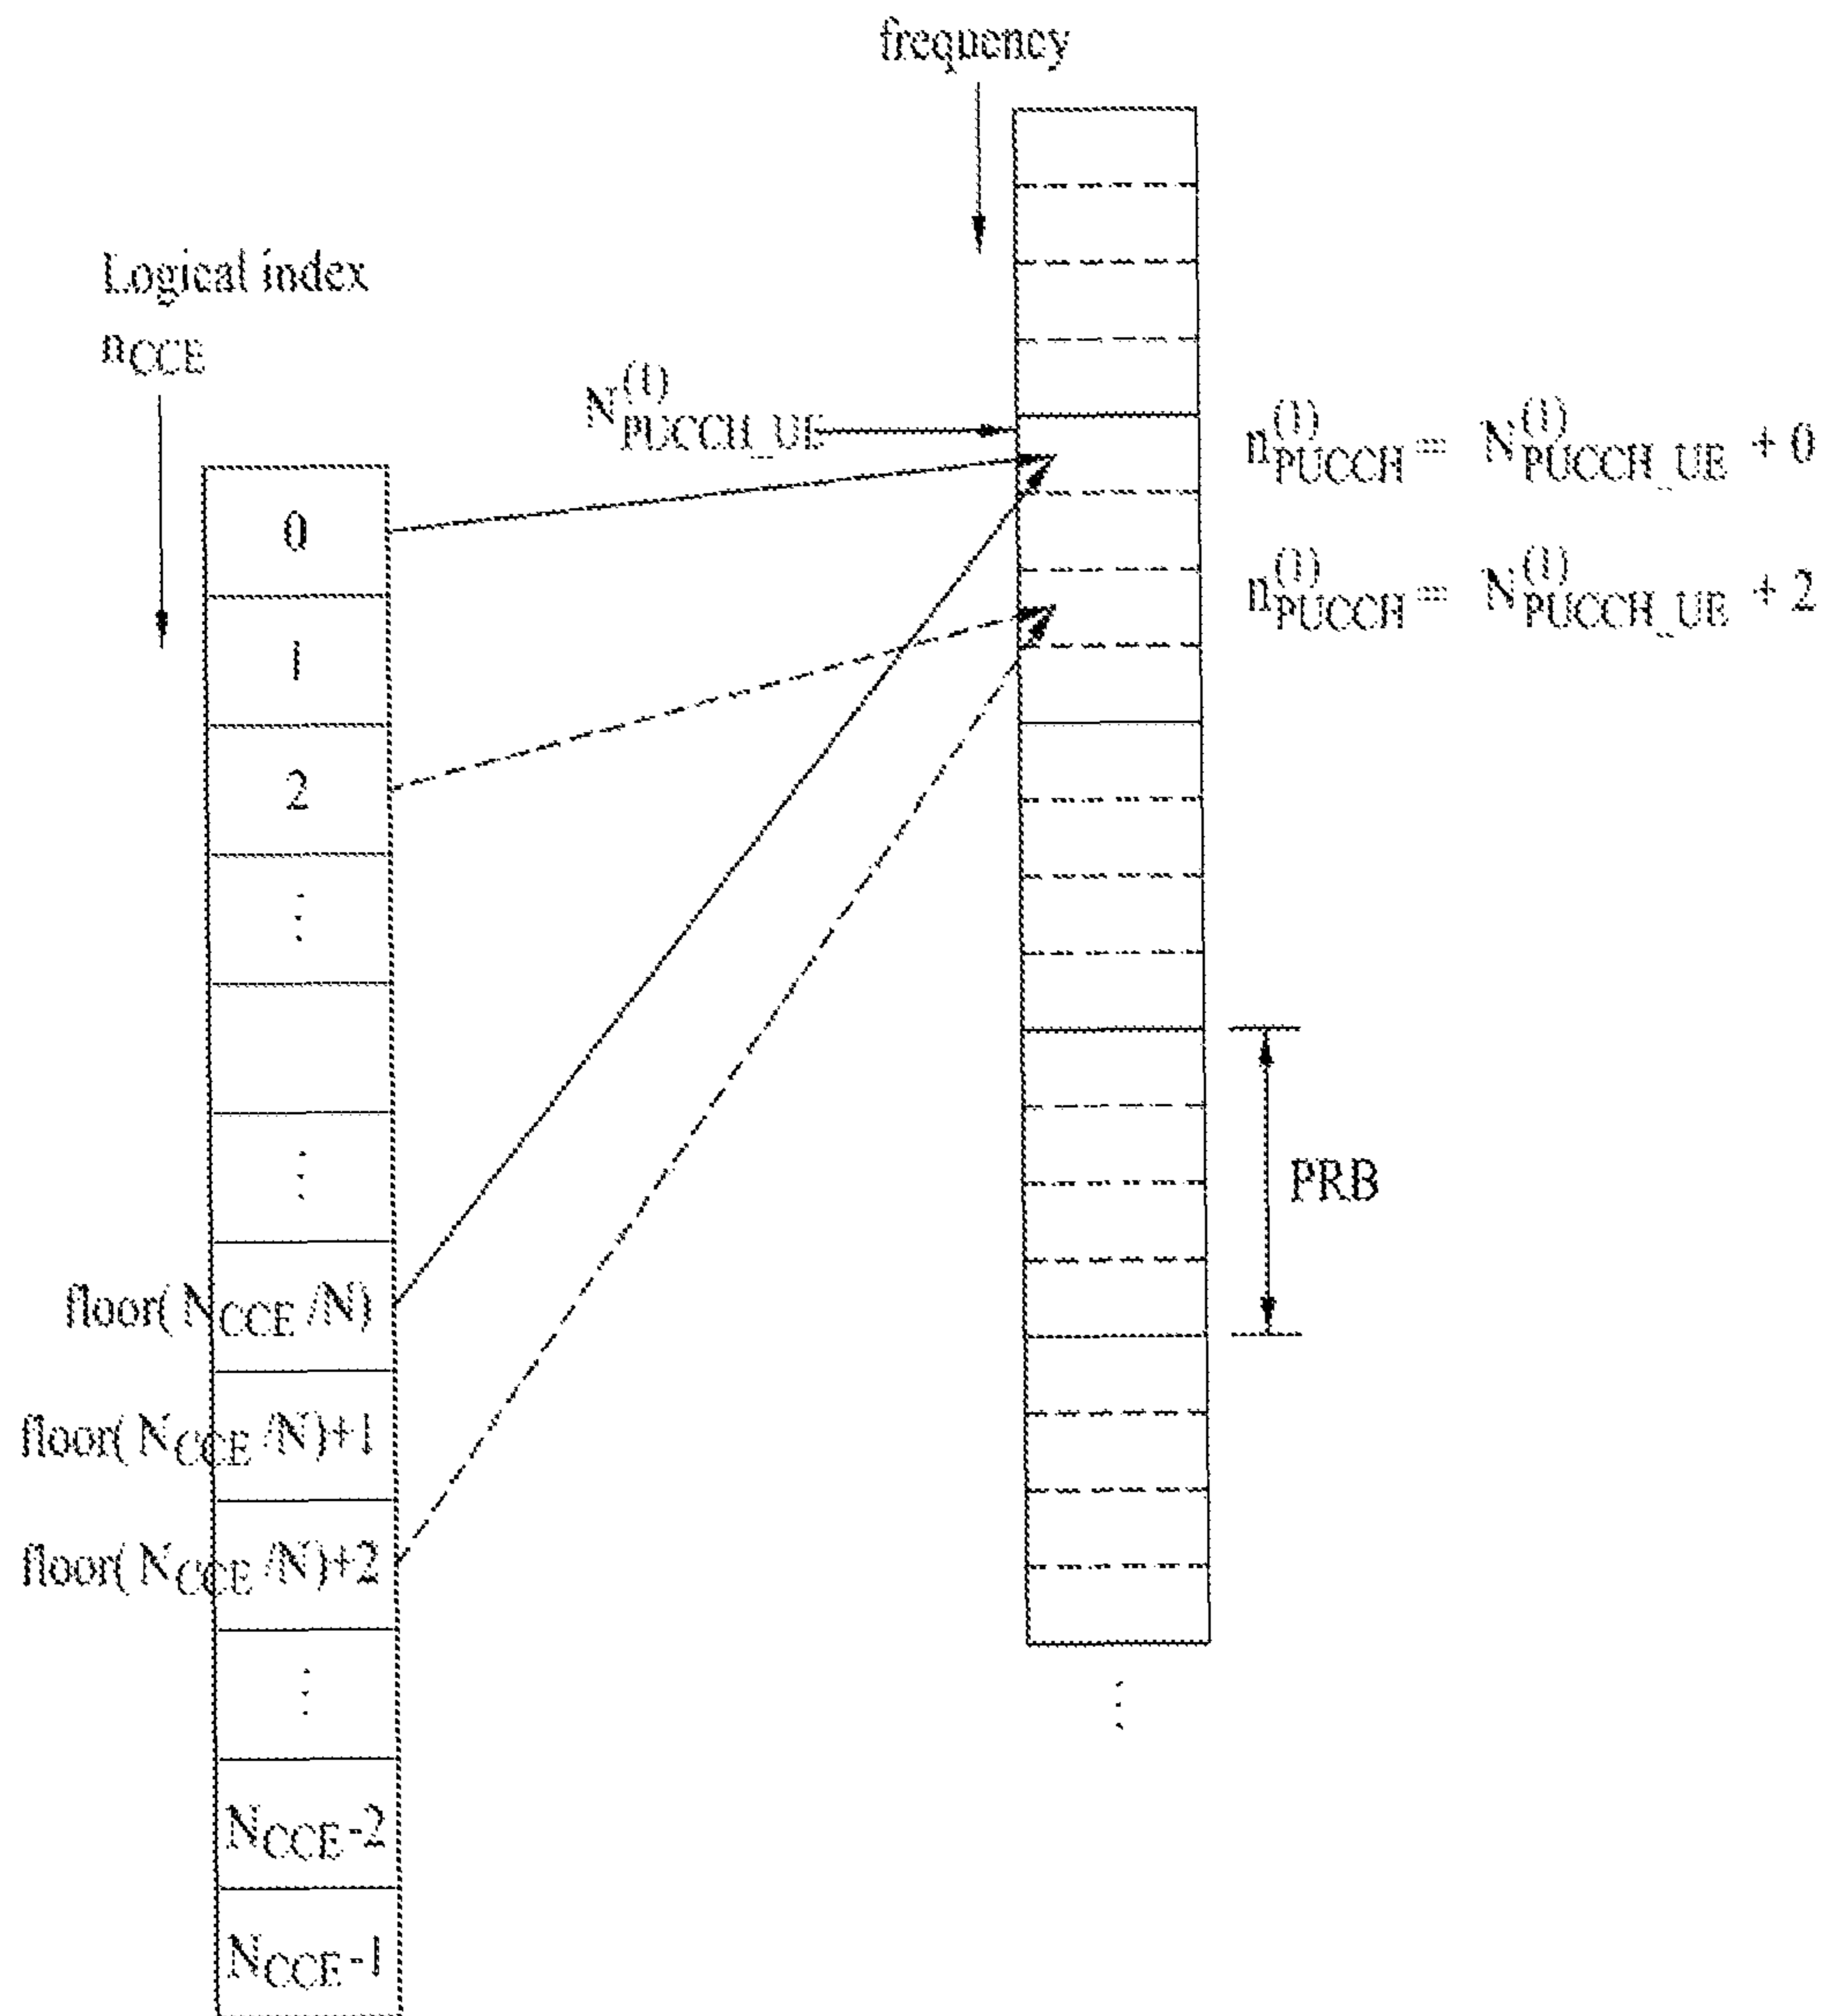 frequency
Logical index
nCCE
N(1)PUCCH_UE
n(1)PUCCH = N(1)PUCCH_UE + 0
n(1)PUCCH = N(1)PUCCH_UE + 2
0
1
2
⋮
⋮
PRB
floor( NCCE /N)
floor( NCCE /N)+1
floor( NCCE /N)+2
⋮
⋮
NCCE-2
NCCE-1